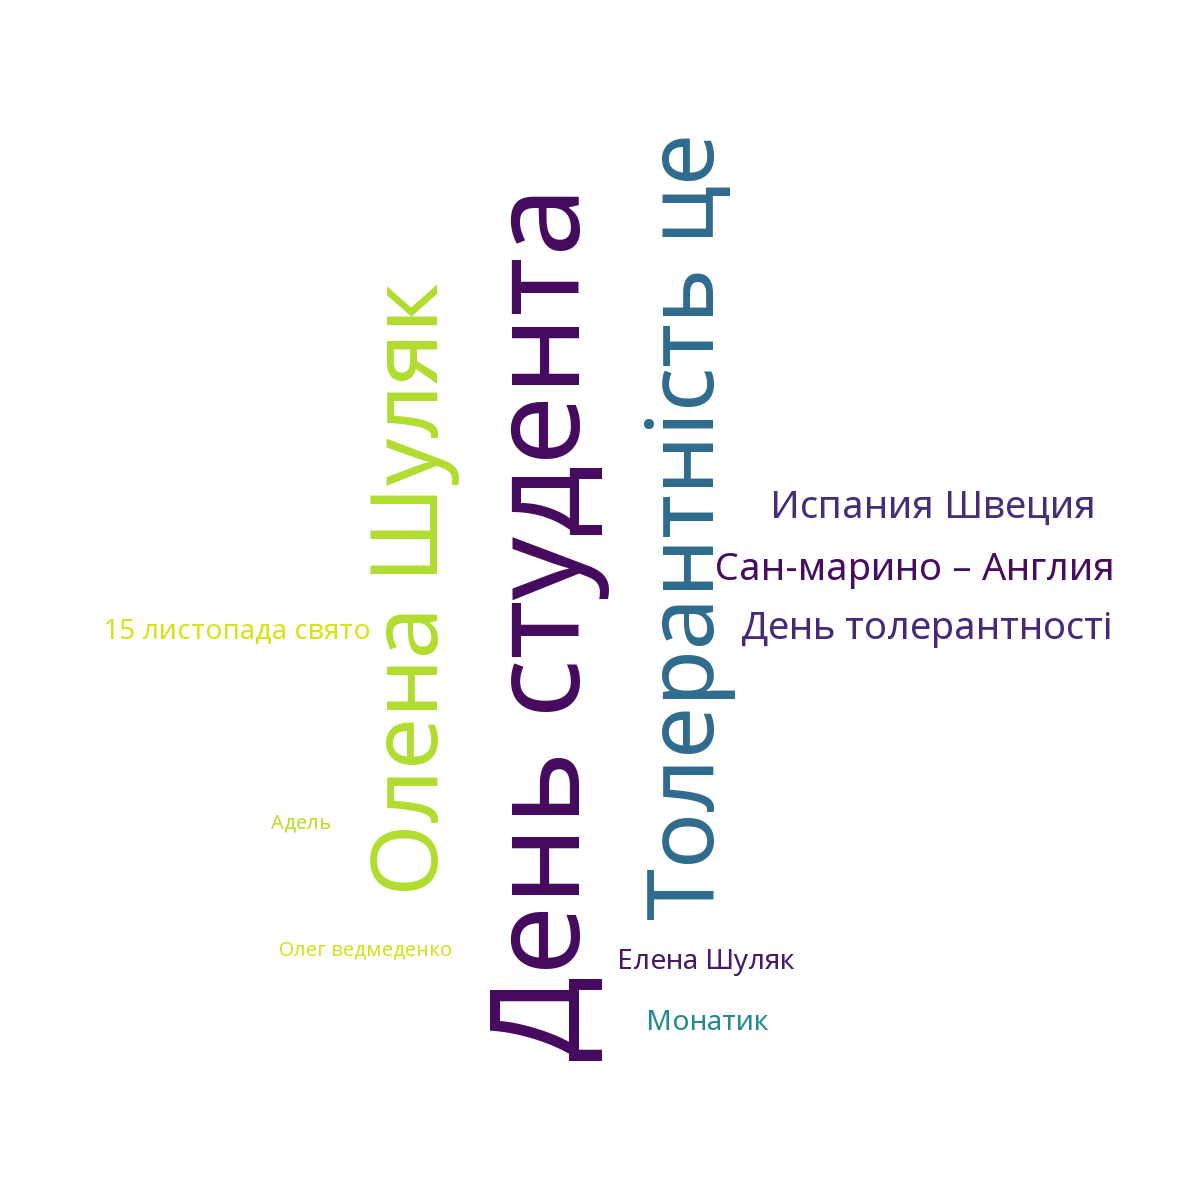 Олена Шуляк
День студента
Толерантність це
Испания Швеция
Сан-марино – Англия
День толерантності
15 листопада свято
Адель
Олег ведмеденко
Елена Шуляк
Монатик